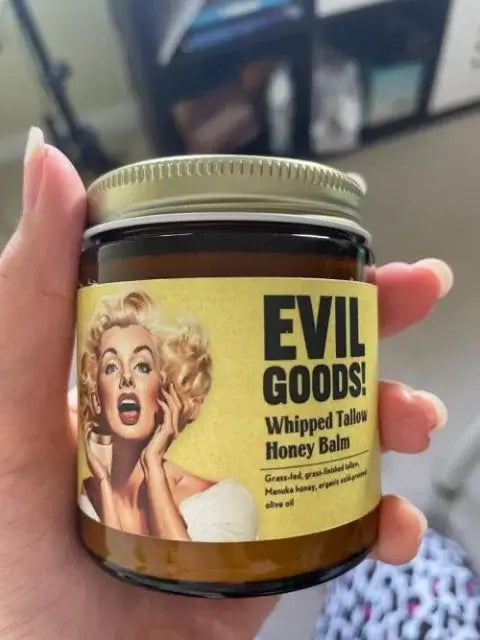 EVIL
GOODS!
Whipped Tallow
Honey Balm
Grass-fed, grass-finished tallow,
Manuka honey, organic cold-pressed
olive oil